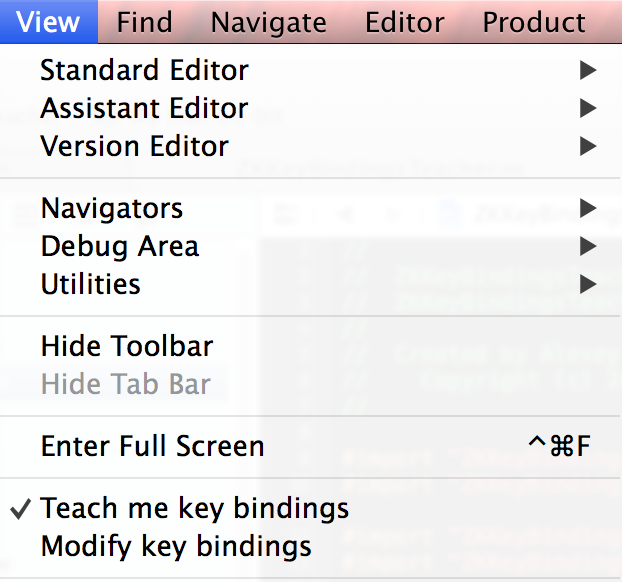 View Find Navigate Editor Product
Standard Editor ▶
Assistant Editor ▶
Version Editor ▶
Navigators ▶
Debug Area ▶
Utilities ▶
Hide Toolbar
Hide Tab Bar
Enter Full Screen ^⌘F
✓ Teach me key bindings
Modify key bindings